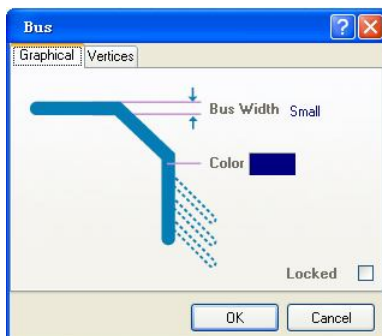 Bus
Graphical Vertices
Bus Width Small
Color
Locked
OK Cancel